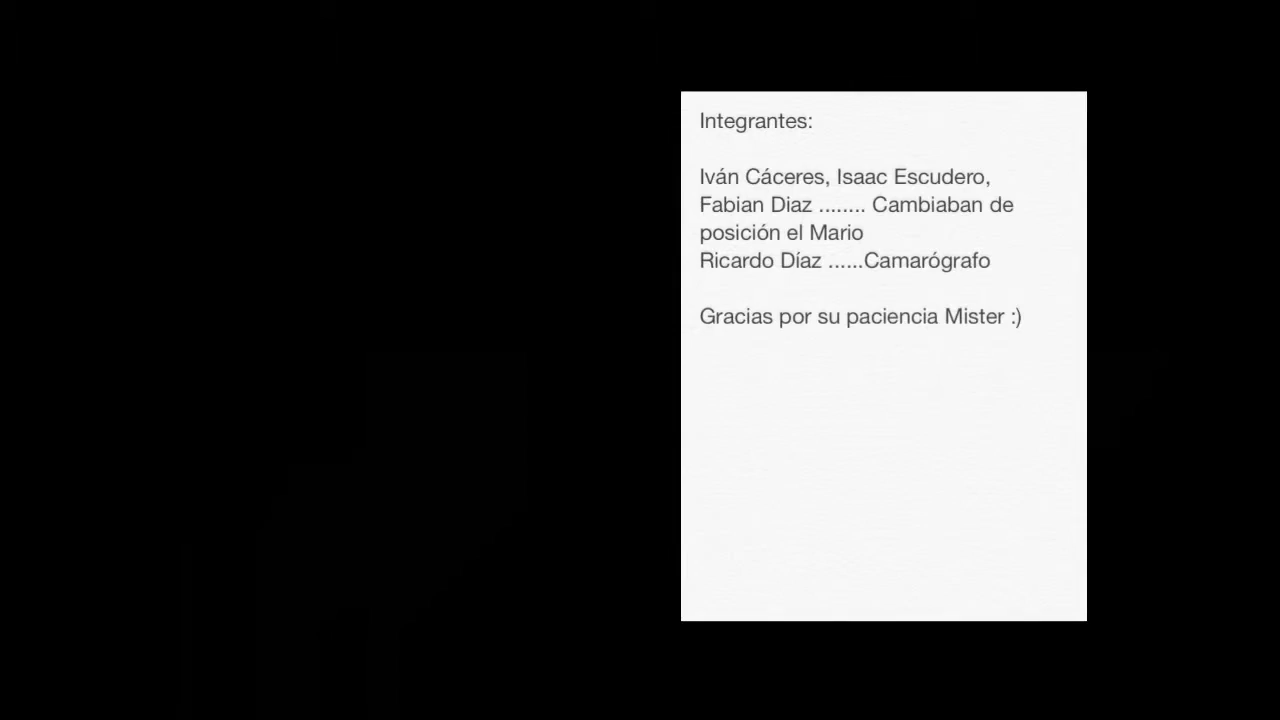 Integrantes:
Iván Cáceres, Isaac Escudero,
Fabian Diaz ........ Cambiaban de
posición el Mario
Ricardo Díaz ......Camarógrafo
Gracias por su paciencia Mister :)